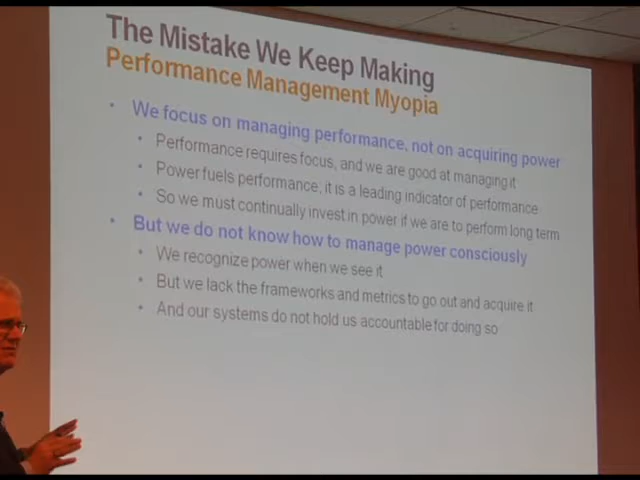 The Mistake We Keep Making
Performance Management Myopia
• We focus on managing performance, not on acquiring power
• Performance requires focus, and we are good at managing it
• Power fuels performance, it is a leading indicator of performance
• So we must continually invest in power if we are to perform long term
• But we do not know how to manage power consciously
• We recognize power when we see it
• But we lack the frameworks and metrics to go out and acquire it
• And our systems do not hold us accountable for doing so